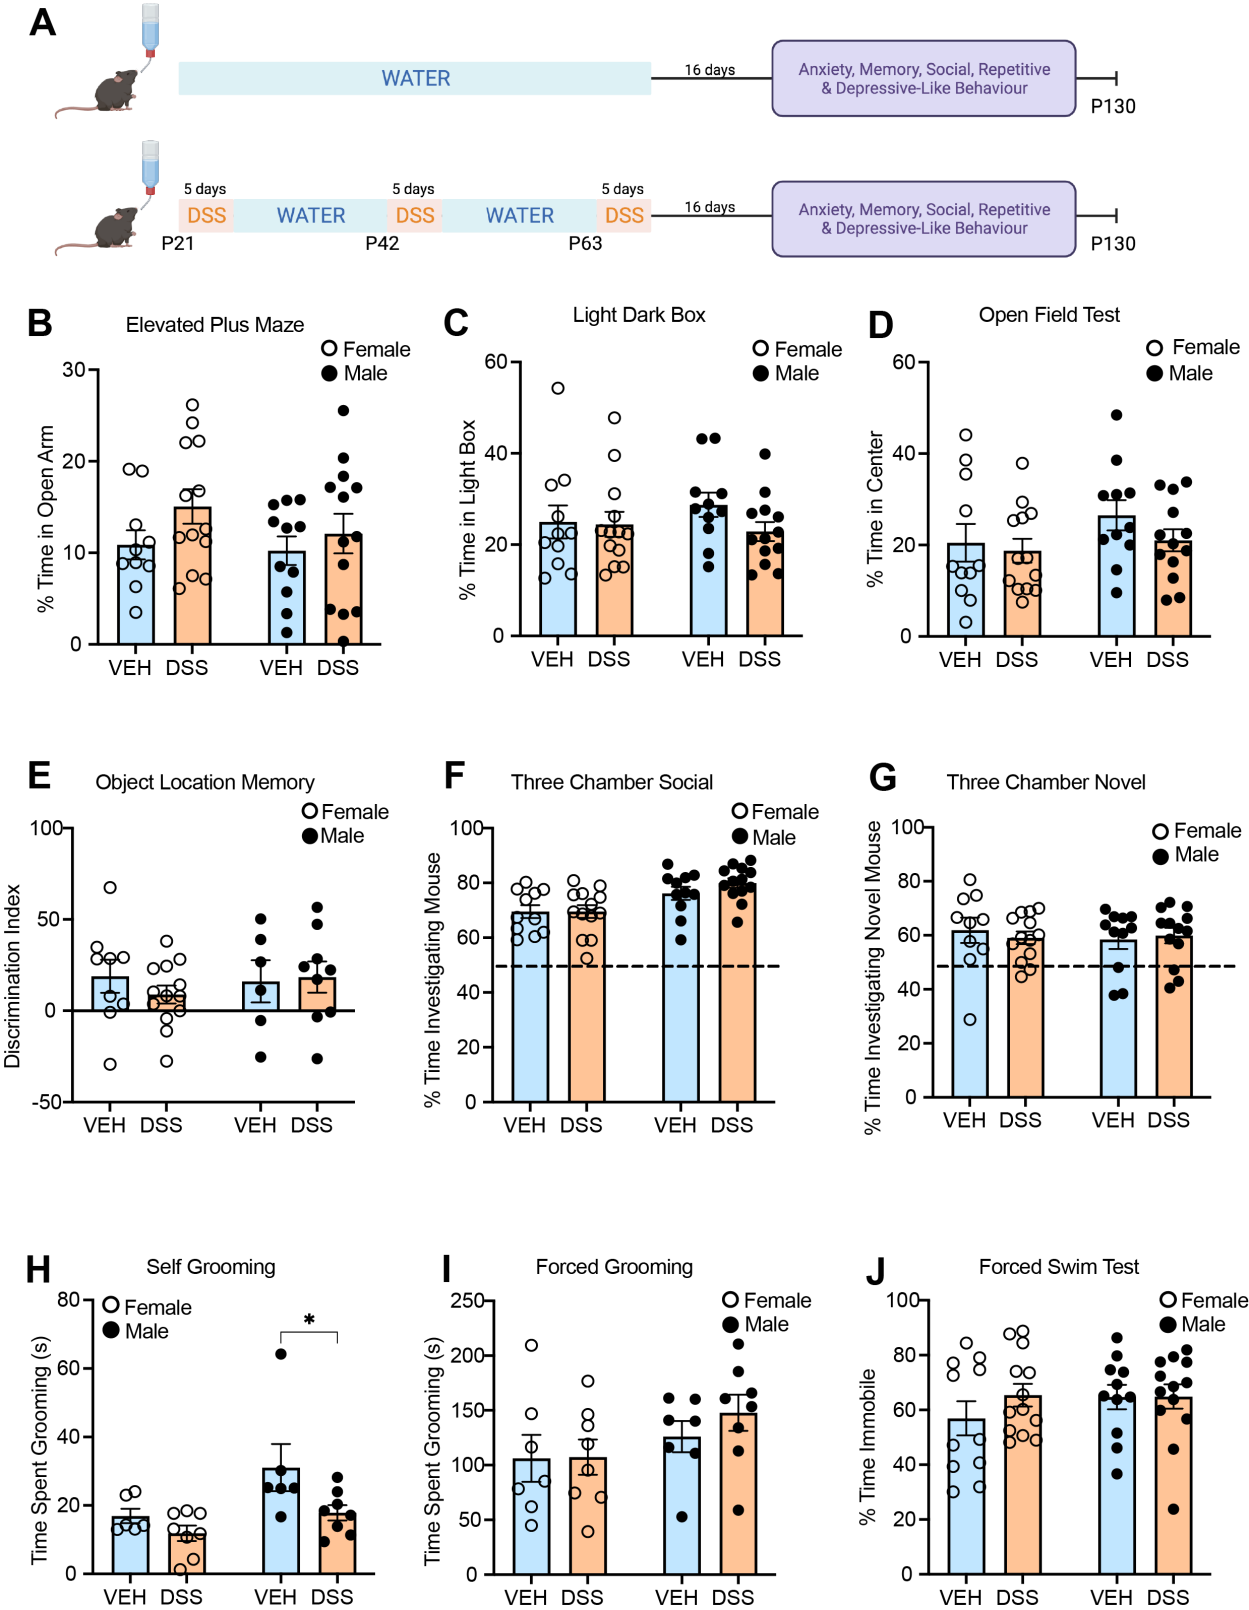 A
WATER
16 days
Anxiety, Memory, Social, Repetitive
& Depressive-Like Behaviour
P130
5 days
5 days
5 days
DSS
WATER
DSS
WATER
DSS
16 days
Anxiety, Memory, Social, Repetitive
& Depressive-Like Behaviour
P21
P42
P63
P130
B
Elevated Plus Maze
Female
Male
% Time in Open Arm
30
20
10
0
VEH
DSS
VEH
DSS
C
Light Dark Box
Female
Male
% Time in Light Box
60
40
20
0
VEH
DSS
VEH
DSS
D
Open Field Test
Female
Male
% Time in Center
60
40
20
0
VEH
DSS
VEH
DSS
E
Object Location Memory
Female
Male
Discrimination Index
100
50
0
-50
VEH
DSS
VEH
DSS
F
Three Chamber Social
Female
Male
% Time Investigating Mouse
100
80
60
40
20
0
VEH
DSS
VEH
DSS
G
Three Chamber Novel
Female
Male
% Time Investigating Novel Mouse
100
80
60
40
20
0
VEH
DSS
VEH
DSS
H
Self Grooming
Female
Male
*
Time Spent Grooming (s)
80
60
40
20
0
VEH
DSS
VEH
DSS
I
Forced Grooming
Female
Male
Time Spent Grooming (s)
250
200
150
100
50
0
VEH
DSS
VEH
DSS
J
Forced Swim Test
Female
Male
% Time Immobile
100
80
60
40
20
0
VEH
DSS
VEH
DSS